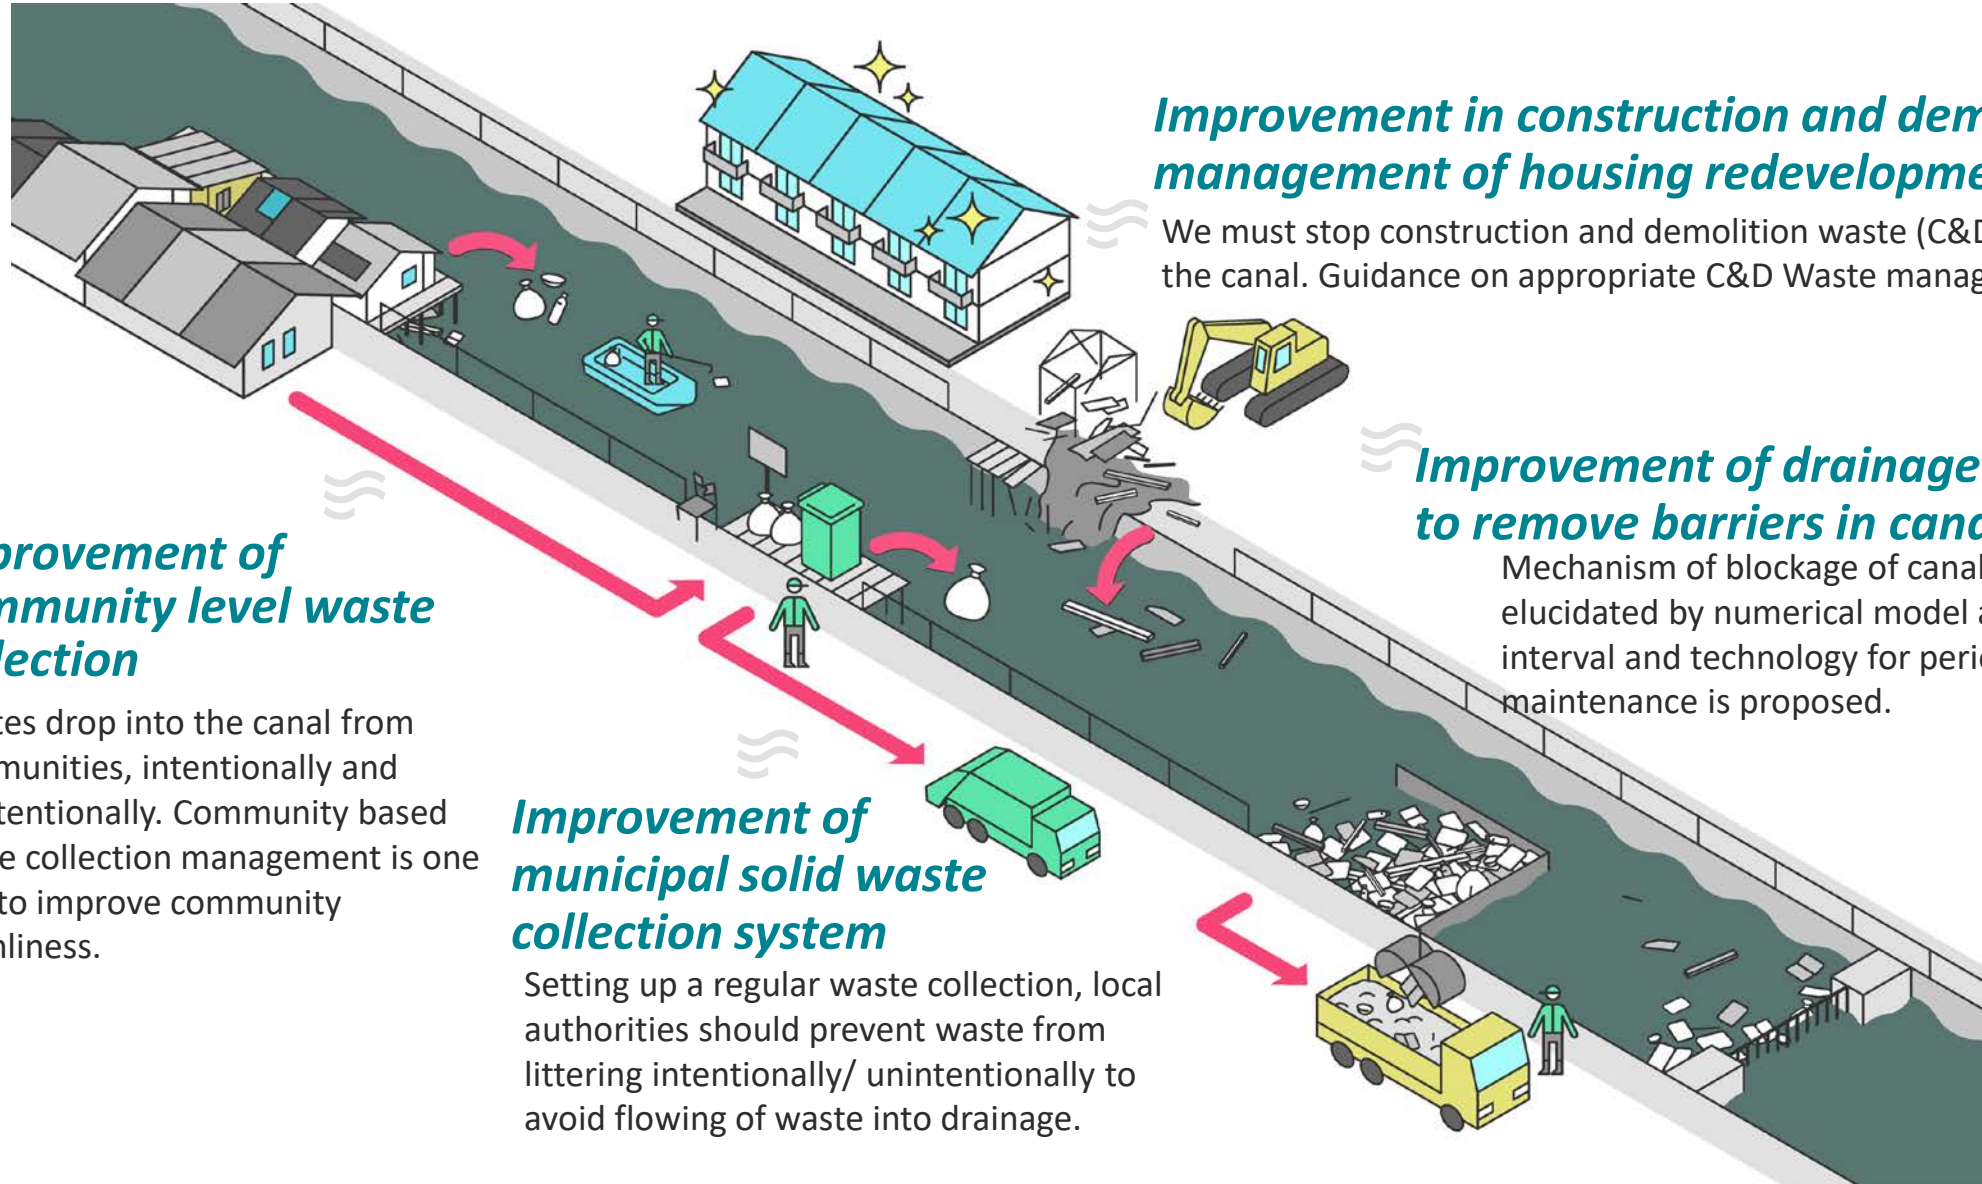 Improvement in construction and dem
management of housing redevelopme
We must stop construction and demolition waste (C&D
the canal. Guidance on appropriate C&D Waste manag
Improvement of drainage
to remove barriers in cana
Mechanism of blockage of canal
elucidated by numerical model a
interval and technology for peri
maintenance is proposed.
provement of
mmunity level waste
lection
tes drop into the canal from
munities, intentionally and
tentionally. Community based
e collection management is one
to improve community
nliness.
Improvement of
municipal solid waste
collection system
Setting up a regular waste collection, local
authorities should prevent waste from
littering intentionally/ unintentionally to
avoid flowing of waste into drainage.